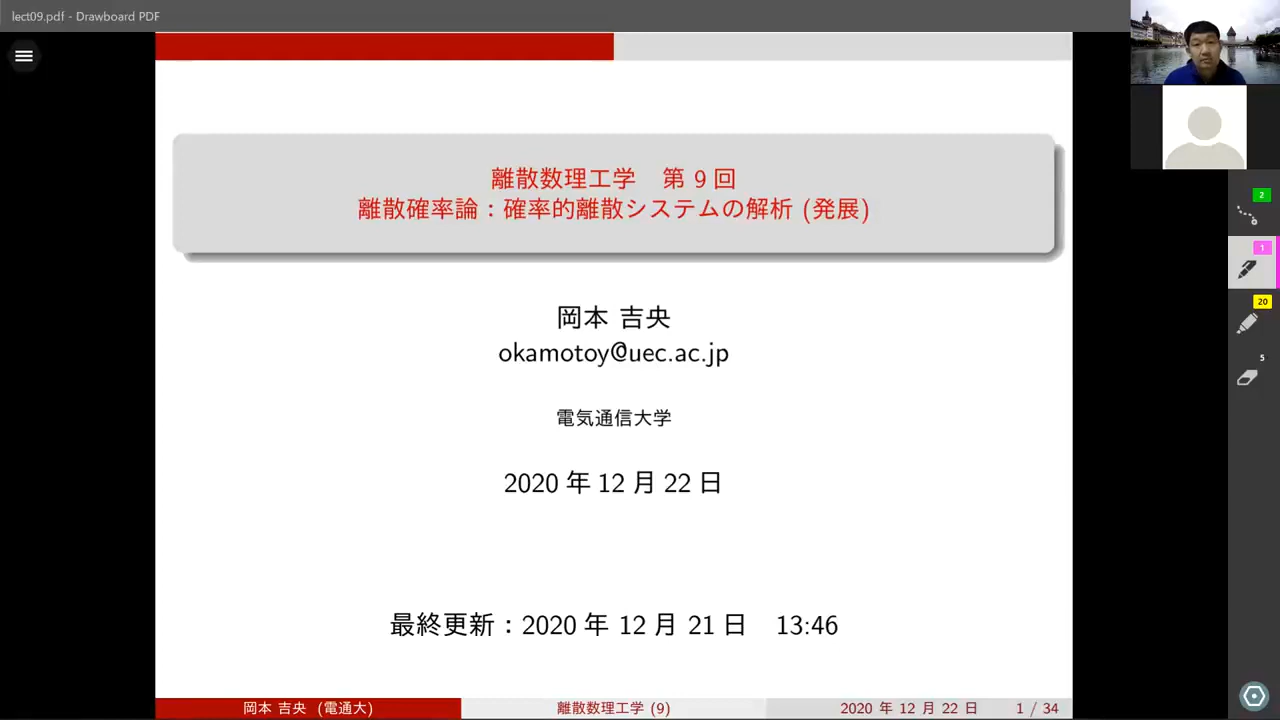 lect09.pdf - Drawboard PDF
離散数理工学 第 9 回
離散確率論：確率的離散システムの解析 (発展)
岡本 吉央
okamotoy@uec.ac.jp
電気通信大学
2020 年 12 月 22 日
最終更新：2020 年 12 月 21 日 13:46
岡本 吉央 (電通大)
離散数理工学 (9)
2020 年 12 月 22 日 1 / 34
2
1
20
5